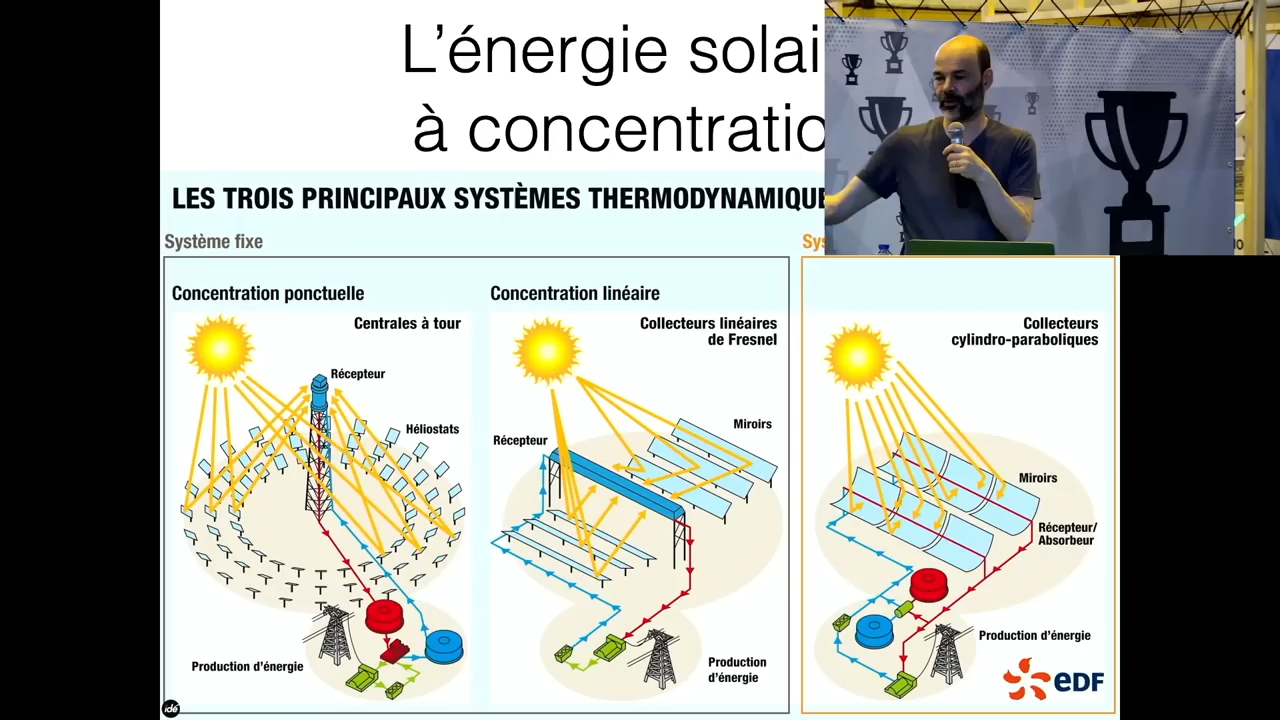 L'énergie solai
à concentratio
LES TROIS PRINCIPAUX SYSTÈMES THERMODYNAMIQUE
Système fixe
Sys
Concentration ponctuelle
Concentration linéaire
Centrales à tour
Collecteurs linéaires
de Fresnel
Collecteurs
cylindro-paraboliques
Récepteur
Héliostats
Récepteur
Miroirs
Miroirs
Récepteur/
Absorbeur
Production d'énergie
Production
d'énergie
Production d'énergie
eDF
idé